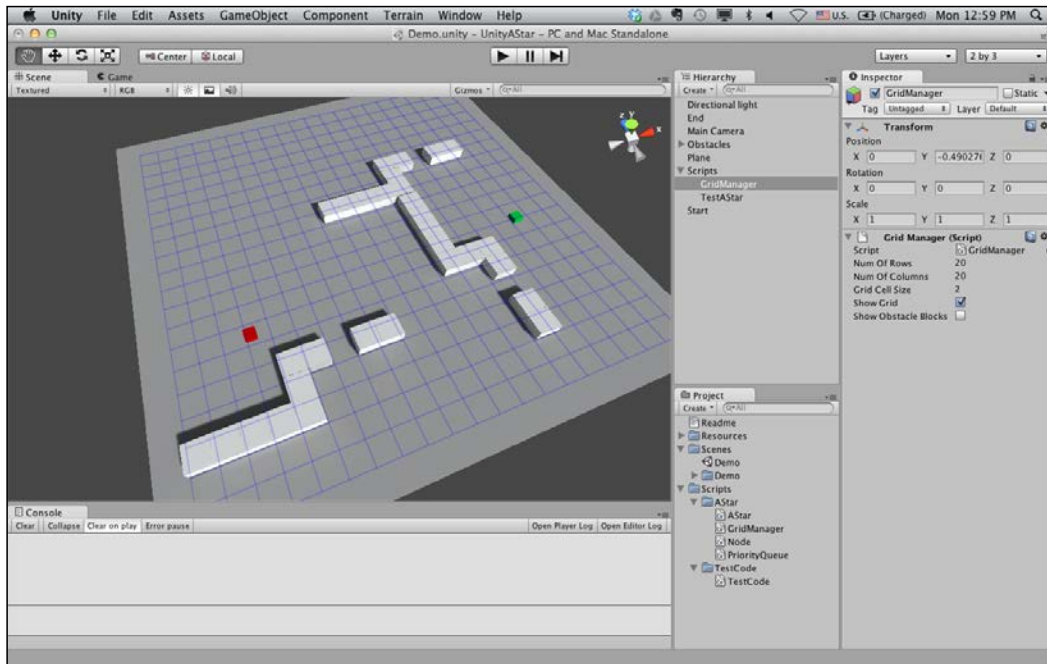 Unity File Edit Assets GameObject Component Terrain Window Help U.S. (Charged) Mon 12:59 PM
Demo.unity - UnityAStar - PC and Mac Standalone
Center Local Layers 2 by 3
Scene Game
Textured RGB Gizmos All
Hierarchy
Create All
Directional light
End
Main Camera
Obstacles
Plane
Scripts
GridManager
TestAStar
Start
Project
Create All
Readme
Resources
Scenes
Demo
Demo
Scripts
AStar
AStar
GridManager
Node
PriorityQueue
TestCode
TestCode
Inspector
GridManager Static
Tag Untagged Layer Default
Transform
Position
X 0 Y -0.49027 Z 0
Rotation
X 0 Y 0 Z 0
Scale
X 1 Y 1 Z 1
Grid Manager (Script)
Script GridManager
Num Of Rows 20
Num Of Columns 20
Grid Cell Size 2
Show Grid
Show Obstacle Blocks
Console
Clear Collapse Clear on play Error pause Open Player Log Open Editor Log
z y x